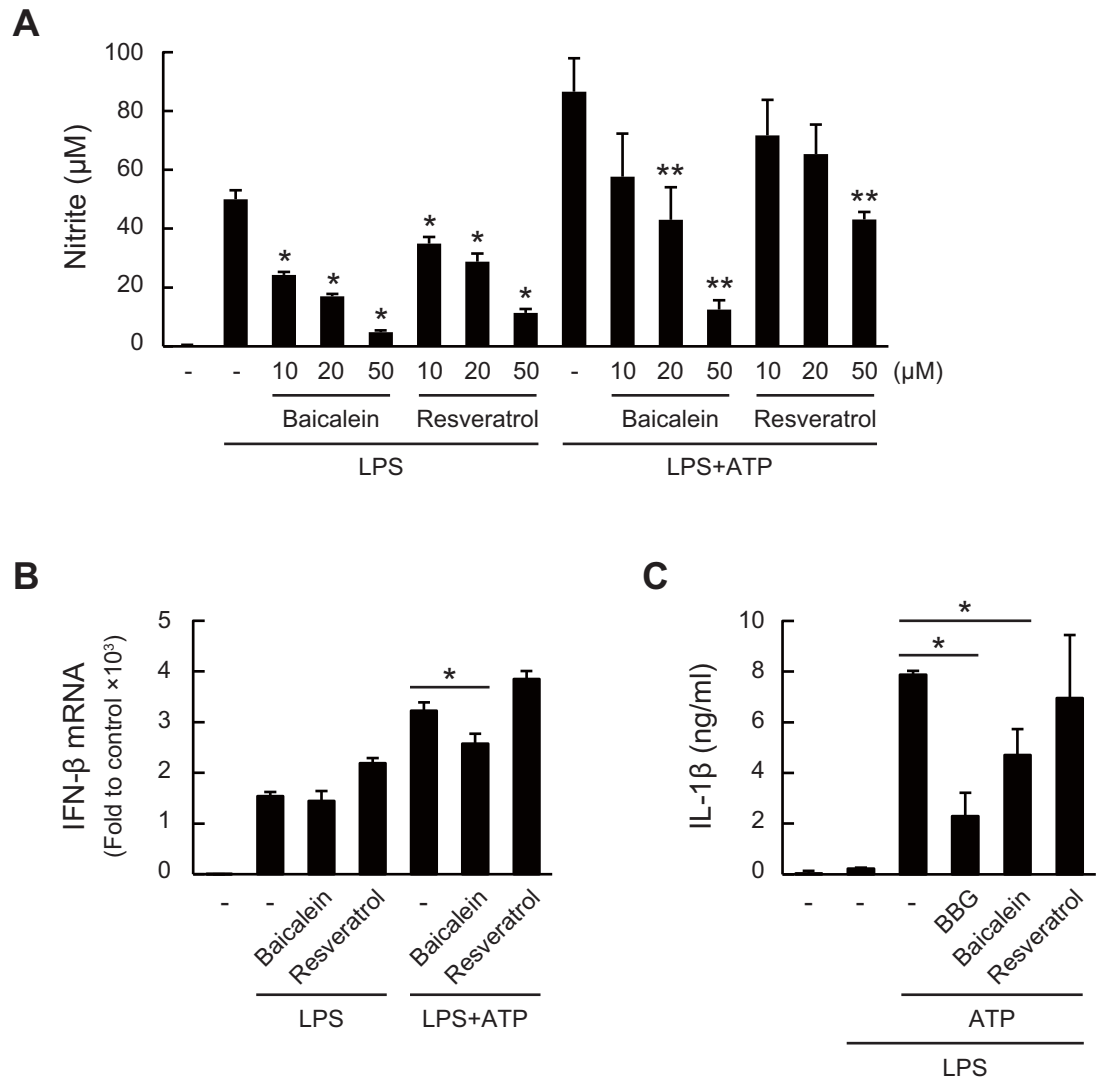 A
Nitrite (µM)
100
80
60
40
20
0
* * * * * * ** ** **
- - 10 20 50 10 20 50 - 10 20 50 10 20 50 (µM)
Baicalein Resveratrol Baicalein Resveratrol
LPS LPS+ATP
B
IFN-β mRNA
(Fold to control ×10³)
5
4
3
2
1
0
*
- - Baicalein Resveratrol - Baicalein Resveratrol
LPS LPS+ATP
C
IL-1β (ng/ml)
10
8
6
4
2
0
*
*
- - - BBG Baicalein Resveratrol
ATP
LPS